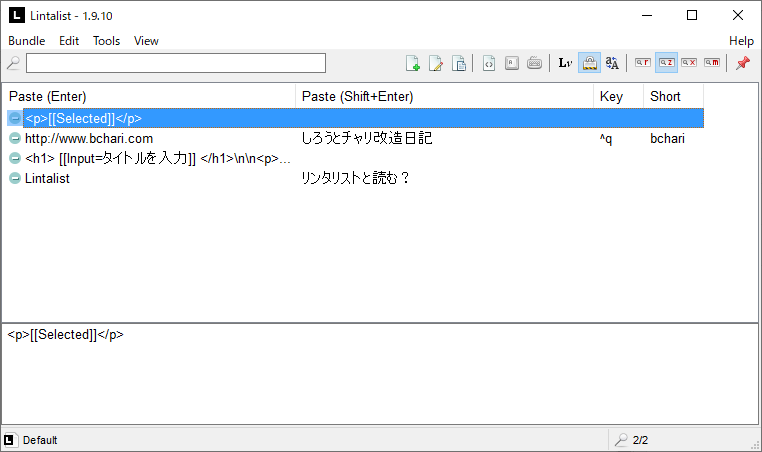 Lintalist - 1.9.10
Bundle Edit Tools View Help
Lv
Paste (Enter) Paste (Shift+Enter) Key Short
<p>[[Selected]]</p>
http://www.bchari.com しろうとチャリ改造日記 ^q bchari
<h1> [[Input=タイトルを入力]] </h1>\n\n<p>...
Lintalist リンタリストと読む？
<p>[[Selected]]</p>
Default 2/2